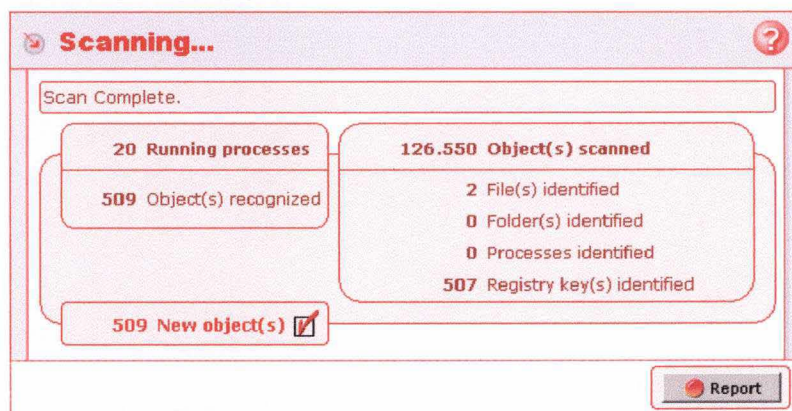 Scanning...
?
Scan Complete.
20 Running processes
509 Object(s) recognized
126.550 Object(s) scanned
2 File(s) identified
0 Folder(s) identified
0 Processes identified
507 Registry key(s) identified
509 New object(s)
Report